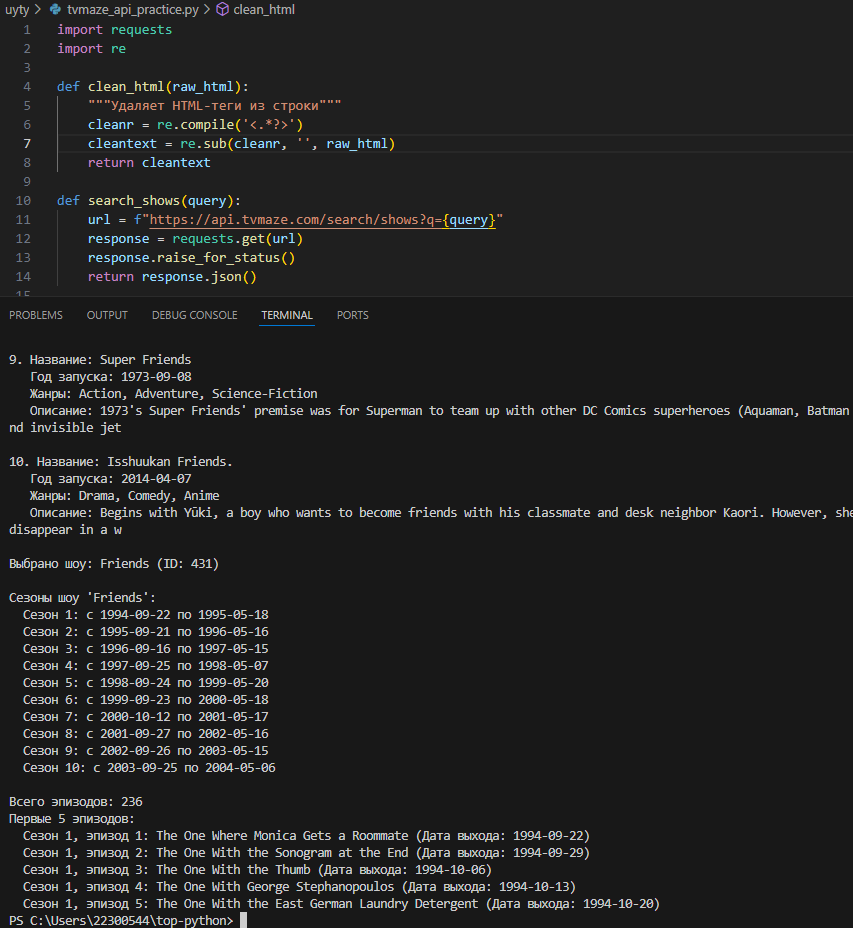 uyty > tvmaze_api_practice.py > clean_html
1 import requests
2 import re
3
4 def clean_html(raw_html):
5 """Удаляет HTML-теги из строки"""
6 cleanr = re.compile('<.*?>')
7 cleantext = re.sub(cleanr, '', raw_html)
8 return cleantext
9
10 def search_shows(query):
11 url = f"https://api.tvmaze.com/search/shows?q={query}"
12 response = requests.get(url)
13 response.raise_for_status()
14 return response.json()
15
PROBLEMS OUTPUT DEBUG CONSOLE TERMINAL PORTS
9. Название: Super Friends
Год запуска: 1973-09-08
Жанры: Action, Adventure, Science-Fiction
Описание: 1973's Super Friends' premise was for Superman to team up with other DC Comics superheroes (Aquaman, Batman
nd invisible jet
10. Название: Isshuukan Friends.
Год запуска: 2014-04-07
Жанры: Drama, Comedy, Anime
Описание: Begins with Yūki, a boy who wants to become friends with his classmate and desk neighbor Kaori. However, she
disappear in a w
Выбрано шоу: Friends (ID: 431)
Сезоны шоу 'Friends':
Сезон 1: с 1994-09-22 по 1995-05-18
Сезон 2: с 1995-09-21 по 1996-05-16
Сезон 3: с 1996-09-16 по 1997-05-15
Сезон 4: с 1997-09-25 по 1998-05-07
Сезон 5: с 1998-09-24 по 1999-05-20
Сезон 6: с 1999-09-23 по 2000-05-18
Сезон 7: с 2000-10-12 по 2001-05-17
Сезон 8: с 2001-09-27 по 2002-05-16
Сезон 9: с 2002-09-26 по 2003-05-15
Сезон 10: с 2003-09-25 по 2004-05-06
Всего эпизодов: 236
Первые 5 эпизодов:
Сезон 1, эпизод 1: The One Where Monica Gets a Roommate (Дата выхода: 1994-09-22)
Сезон 1, эпизод 2: The One With the Sonogram at the End (Дата выхода: 1994-09-29)
Сезон 1, эпизод 3: The One With the Thumb (Дата выхода: 1994-10-06)
Сезон 1, эпизод 4: The One With George Stephanopoulos (Дата выхода: 1994-10-13)
Сезон 1, эпизод 5: The One With the East German Laundry Detergent (Дата выхода: 1994-10-20)
PS C:\Users\22300544\top-python>